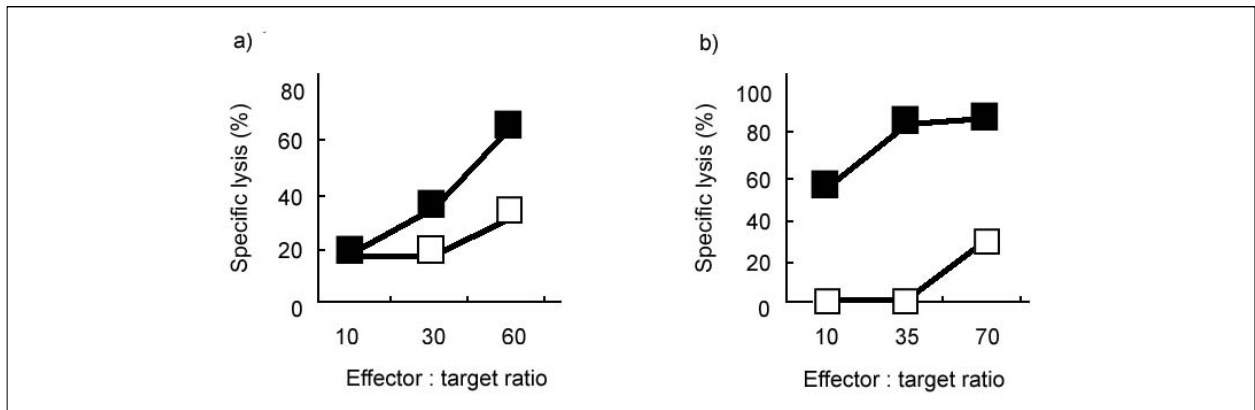 a)
80
60
40
20
0
Specific lysis (%)
10 30 60
Effector : target ratio
b)
100
80
60
40
20
0
Specific lysis (%)
10 35 70
Effector : target ratio